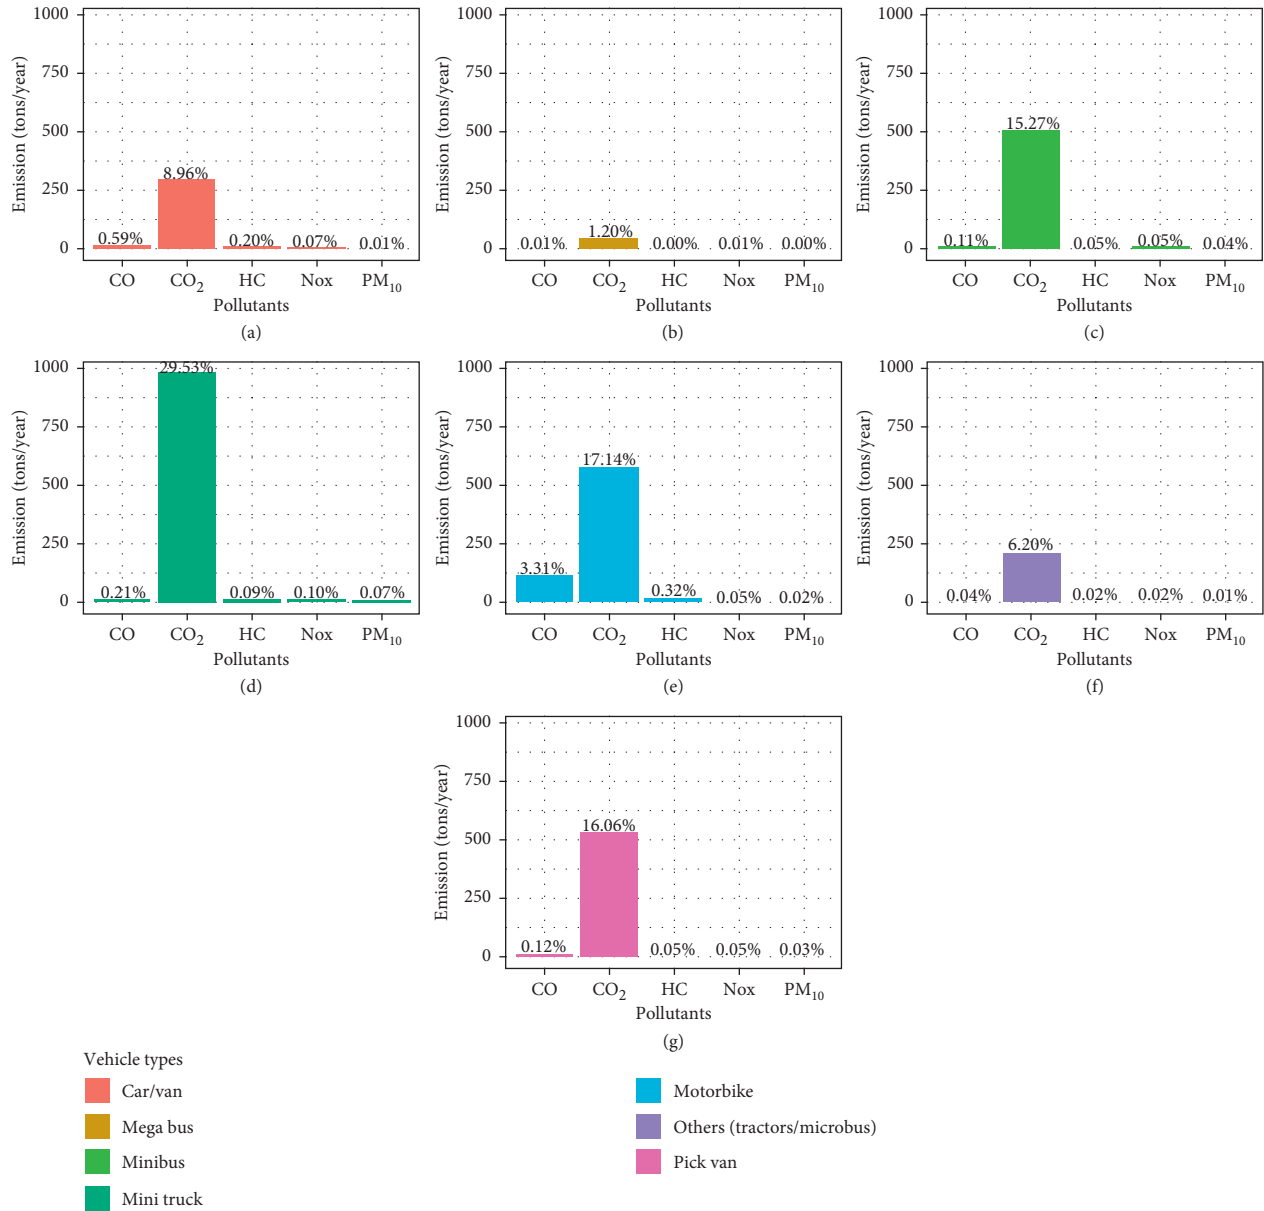 1000
750
500
250
0
Emission (tons/year)
0.59%
8.96%
0.20%
0.07%
0.01%
CO CO₂ HC Nox PM₁₀
Pollutants
(a)
1000
750
500
250
0
Emission (tons/year)
0.01%
1.20%
0.00%
0.01%
0.00%
CO CO₂ HC Nox PM₁₀
Pollutants
(b)
1000
750
500
250
0
Emission (tons/year)
0.11%
15.27%
0.05%
0.05%
0.04%
CO CO₂ HC Nox PM₁₀
Pollutants
(c)
1000
750
500
250
0
Emission (tons/year)
0.21%
29.53%
0.09%
0.10%
0.07%
CO CO₂ HC Nox PM₁₀
Pollutants
(d)
1000
750
500
250
0
Emission (tons/year)
3.31%
17.14%
0.32%
0.05%
0.02%
CO CO₂ HC Nox PM₁₀
Pollutants
(e)
1000
750
500
250
0
Emission (tons/year)
0.04%
6.20%
0.02%
0.02%
0.01%
CO CO₂ HC Nox PM₁₀
Pollutants
(f)
1000
750
500
250
0
Emission (tons/year)
0.12%
16.06%
0.05%
0.05%
0.03%
CO CO₂ HC Nox PM₁₀
Pollutants
(g)
Vehicle types
Car/van
Mega bus
Minibus
Mini truck
Motorbike
Others (tractors/microbus)
Pick van